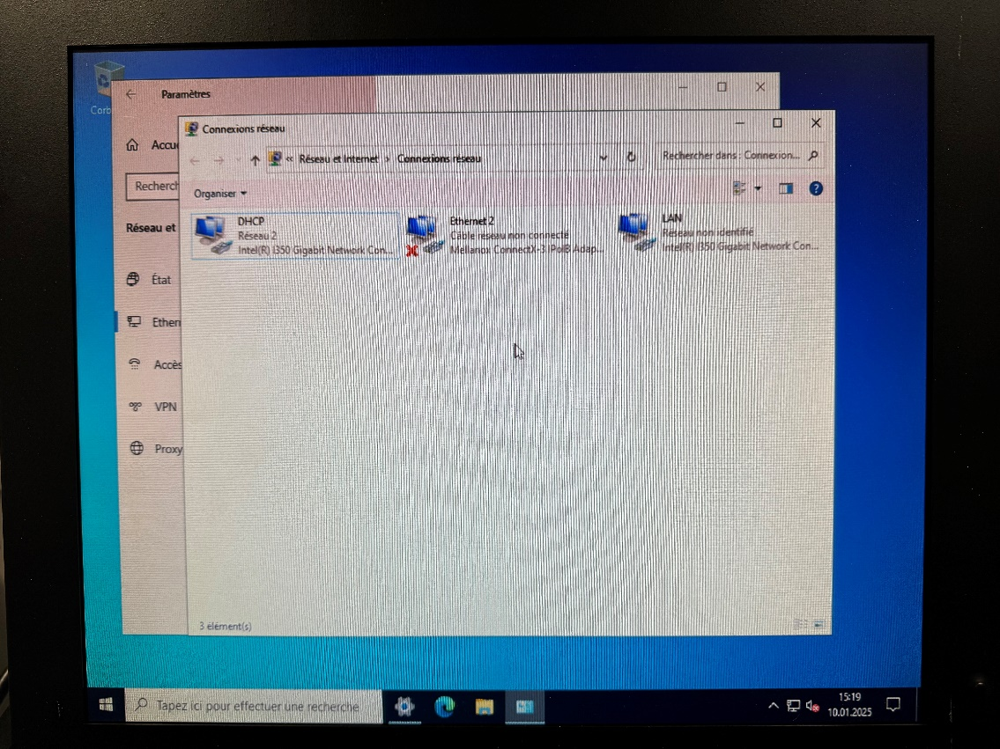 Corb
Paramètres
Accu
Recherch
Réseau et
État
Ether
Accès
VPN
Proxy
Connexions réseau
« Réseau et Internet › Connexions réseau
Rechercher dans : Connexion...
Organiser
DHCP
Réseau 2
Intel(R) I350 Gigabit Network Con...
Ethernet 2
Câble réseau non connecté
Mellanox ConnectX-3 IPoIB Adap...
LAN
Réseau non identifié
Intel(R) I350 Gigabit Network Con...
3 élément(s)
Tapez ici pour effectuer une recherche
15:19
10.01.2025